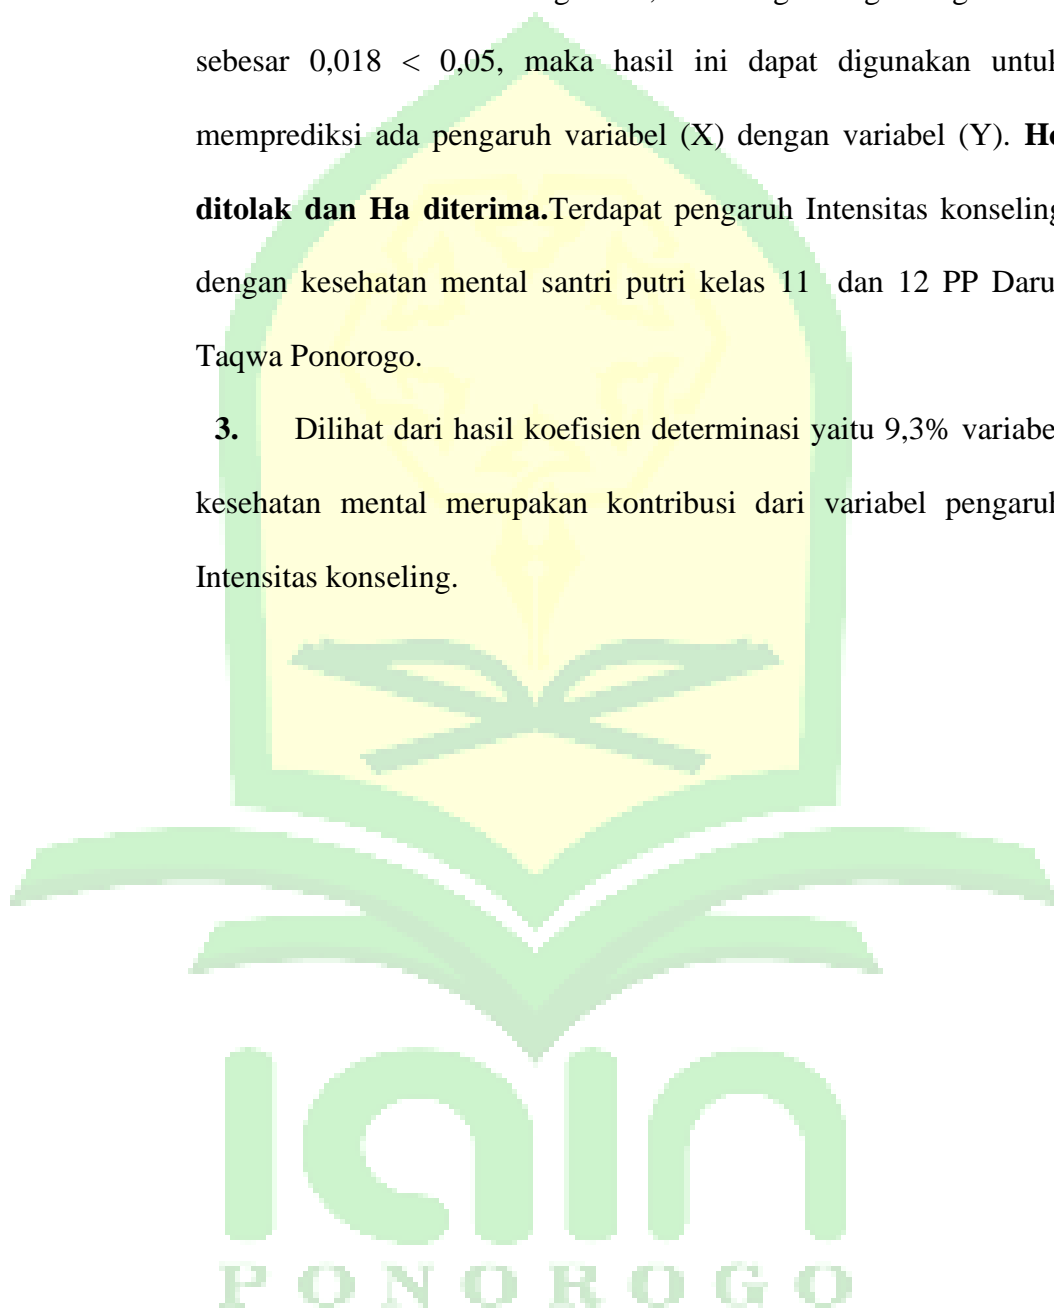 sebesar 0,018 < 0,05, maka hasil ini dapat digunakan untuk
memprediksi ada pengaruh variabel (X) dengan variabel (Y). Ho
ditolak dan Ha diterima.Terdapat pengaruh Intensitas konseling
dengan kesehatan mental santri putri kelas 11 dan 12 PP Darul
Taqwa Ponorogo.
3. Dilihat dari hasil koefisien determinasi yaitu 9,3% variabel
kesehatan mental merupakan kontribusi dari variabel pengaruh
Intensitas konseling.
iain
PONOROGO